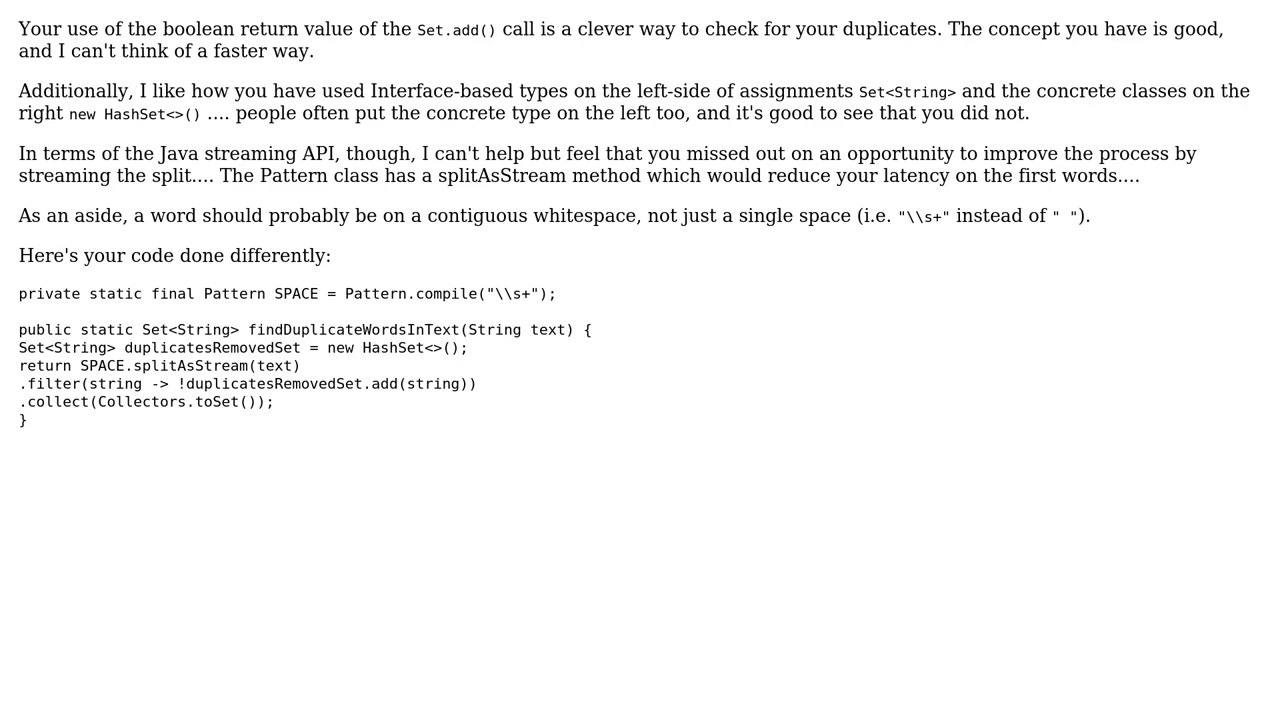 Your use of the boolean return value of the Set.add() call is a clever way to check for your duplicates. The concept you have is good,
and I can't think of a faster way.
Additionally, I like how you have used Interface-based types on the left-side of assignments Set<String> and the concrete classes on the
right new HashSet<>() .... people often put the concrete type on the left too, and it's good to see that you did not.
In terms of the Java streaming API, though, I can't help but feel that you missed out on an opportunity to improve the process by
streaming the split.... The Pattern class has a splitAsStream method which would reduce your latency on the first words....
As an aside, a word should probably be on a contiguous whitespace, not just a single space (i.e. "\\s+" instead of " ").
Here's your code done differently:
private static final Pattern SPACE = Pattern.compile("\\s+");
public static Set<String> findDuplicateWordsInText(String text) {
Set<String> duplicatesRemovedSet = new HashSet<>();
return SPACE.splitAsStream(text)
.filter(string -> !duplicatesRemovedSet.add(string))
.collect(Collectors.toSet());
}